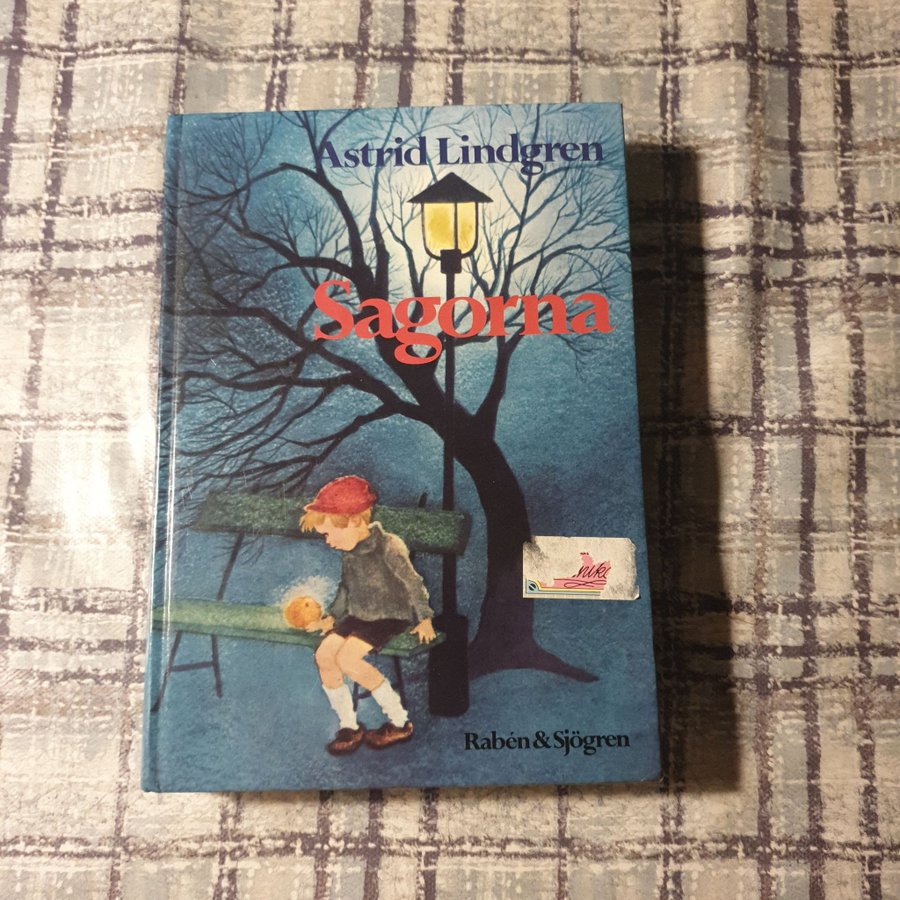 Astrid Lindgren
Sagorna
Rabén & Sjögren